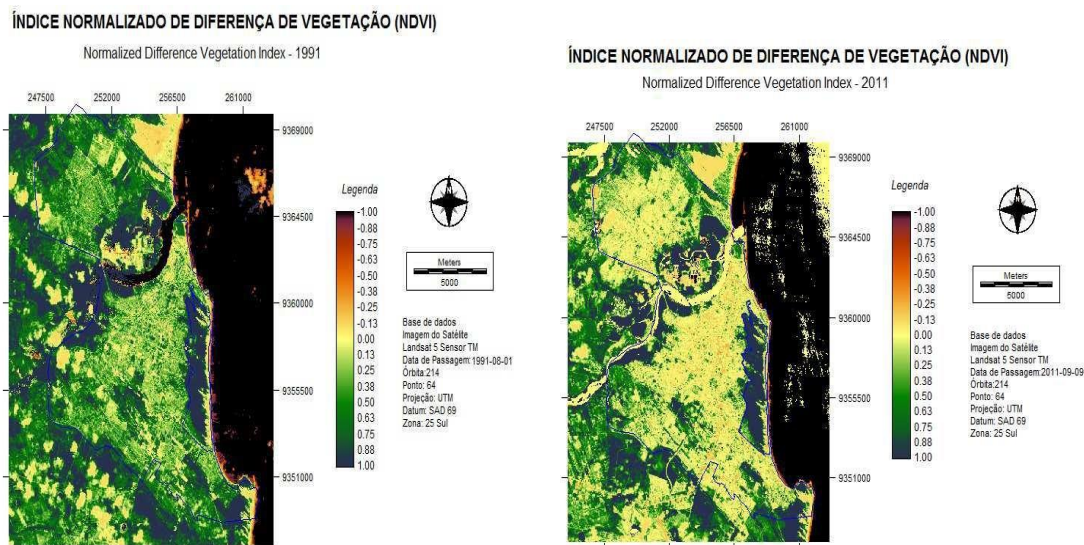 ÍNDICE NORMALIZADO DE DIFERENÇA DE VEGETAÇÃO (NDVI)
Normalized Difference Vegetation Index - 1991
247500 252000 256500 261000
9369000
9364500
9360000
9355500
9351000
Legenda
-1.00
-0.88
-0.75
-0.63
-0.50
-0.38
-0.25
-0.13
0.00
0.13
0.25
0.38
0.50
0.63
0.75
0.88
1.00
Meters
5000
Base de dados
Imagem do Satélite
Landsat 5 Sensor TM
Data de Passagem:1991-08-01
Órbita:214
Ponto: 64
Projeção: UTM
Datum: SAD 69
Zona: 25 Sul
ÍNDICE NORMALIZADO DE DIFERENÇA DE VEGETAÇÃO (NDVI)
Normalized Difference Vegetation Index - 2011
247500 252000 256500 261000
9369000
9364500
9360000
9355500
9351000
Legenda
-1.00
-0.88
-0.75
-0.63
-0.50
-0.38
-0.25
-0.13
0.00
0.13
0.25
0.38
0.50
0.63
0.75
0.88
1.00
Meters
5000
Base de dados
Imagem do Satélite
Landsat 5 Sensor TM
Data de Passagem:2011-09-09
Órbita:214
Ponto: 64
Projeção: UTM
Datum: SAD 69
Zona: 25 Sul